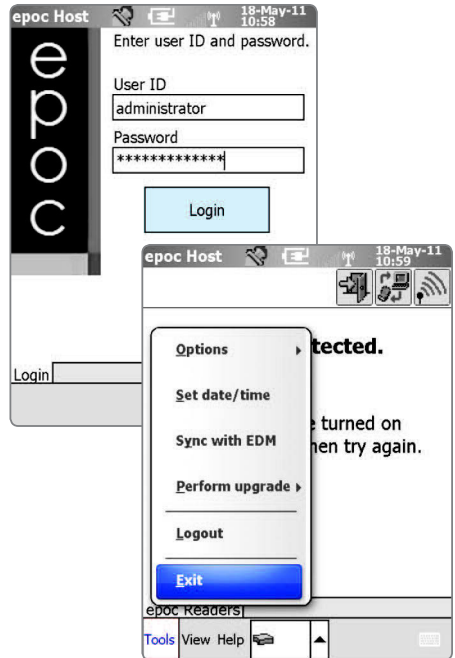 epoc Host
18-May-11
10:58
epoc
Enter user ID and password.
User ID
administrator
Password
*************
Login
Login
epoc Host
18-May-11
10:59
tected.
e turned on
hen try again.
Options
Set date/time
Sync with EDM
Perform upgrade
Logout
Exit
epoc Readers
Tools View Help